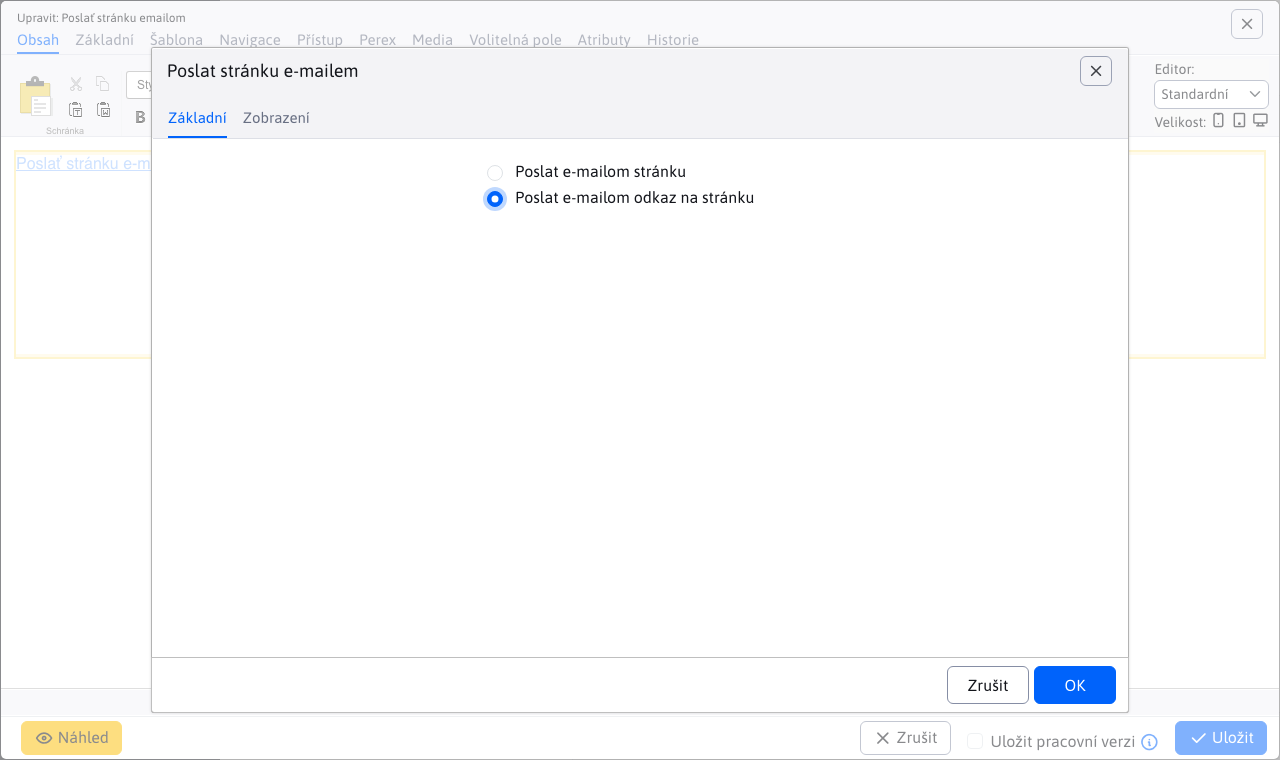 Upravit: Poslať stránku emailom
Obsah Základní Šablona Navigace Přístup Perex Media Volitelná pole Atributy Historie
Poslat stránku e-mailem
Základní Zobrazení
Schránka
B
Editor:
Standardní
Velikost:
Poslať stránku e-m
Poslat e-mailom stránku
Poslat e-mailom odkaz na stránku
Zrušit OK
Náhled
Zrušit
Uložit pracovní verzi
Uložit